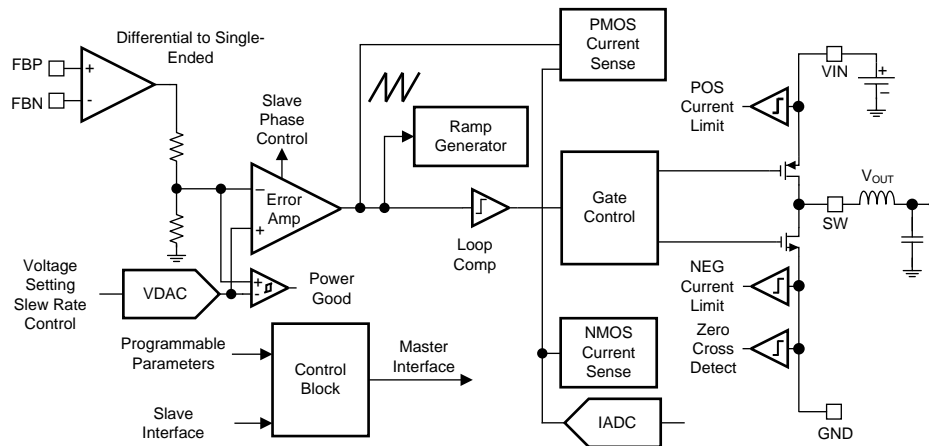 Differential to Single-
Ended
FBP
FBN
+
-
Slave
Phase
Control
Ramp
Generator
PMOS
Current
Sense
VIN
+
−
POS
Current
Limit
−
Error
Amp
+
Gate
Control
VOUT
SW
Loop
Comp
Voltage
Setting
Slew Rate
Control
VDAC
+
-
Power
Good
NEG
Current
Limit
Programmable
Parameters
Control
Block
Master
Interface
NMOS
Current
Sense
Zero
Cross
Detect
Slave
Interface
IADC
GND